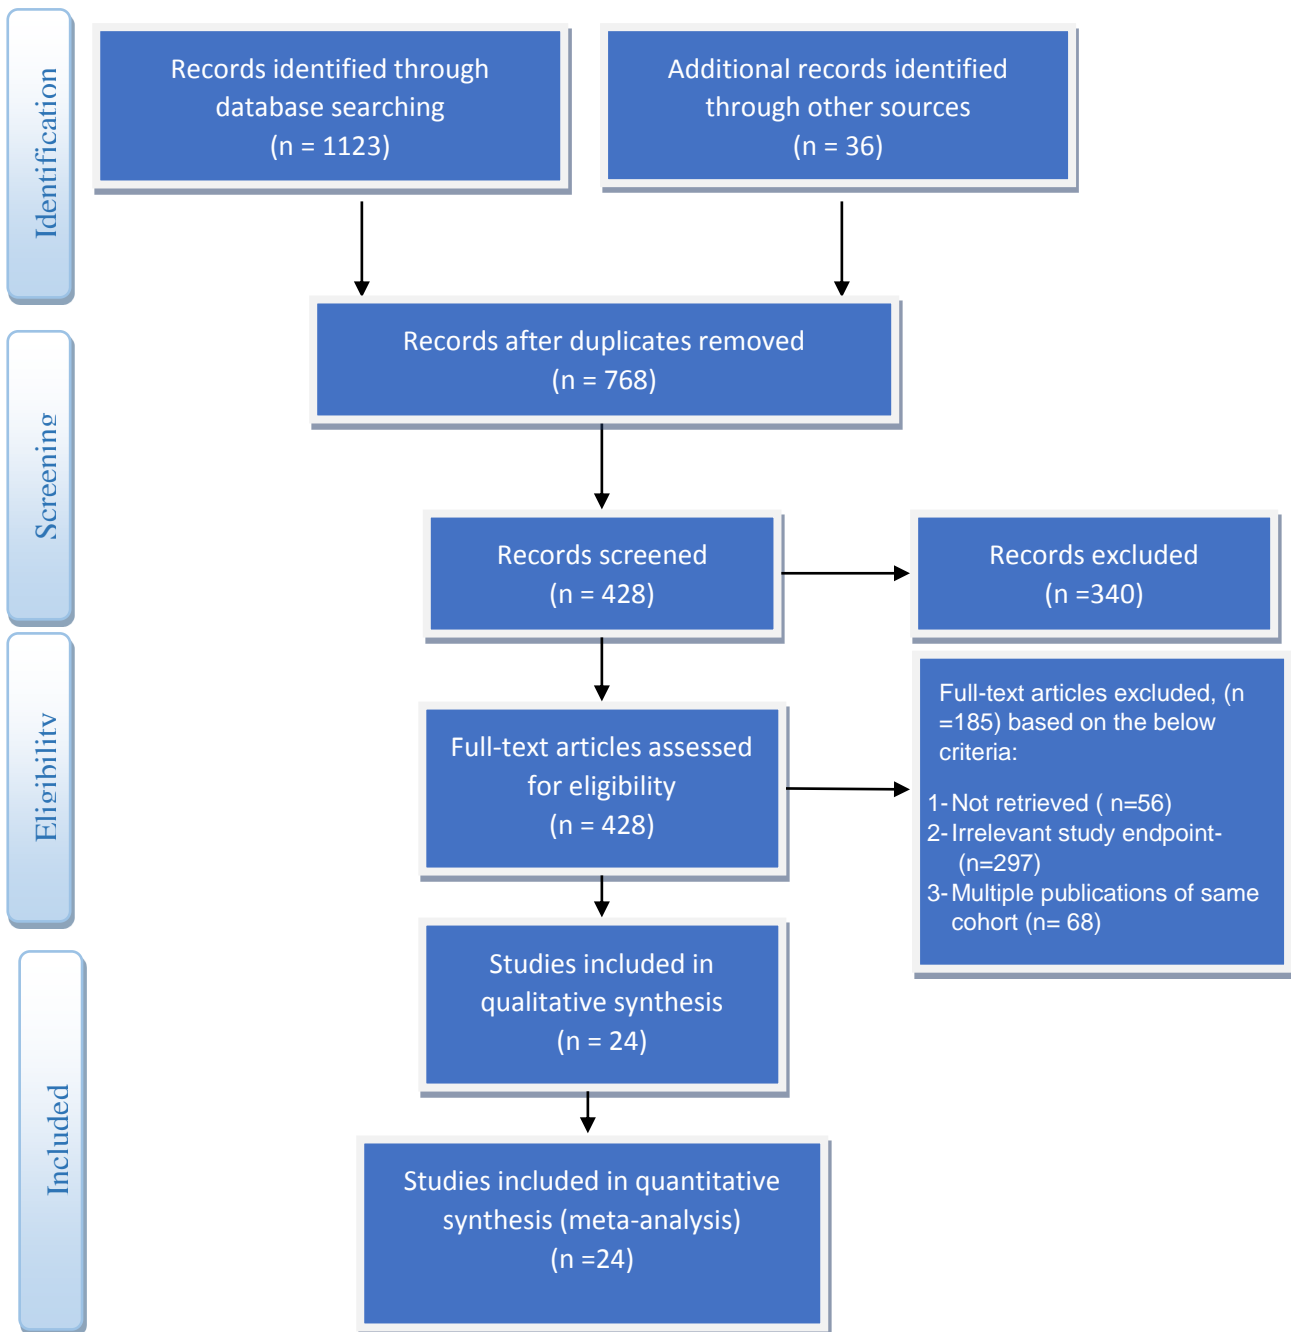 Identification
Records identified through
database searching
(n = 1123)
Additional records identified
through other sources
(n = 36)
Records after duplicates removed
(n = 768)
Screening
Records screened
(n = 428)
Records excluded
(n =340)
Eligibility
Full-text articles assessed
for eligibility
(n = 428)
Full-text articles excluded, (n
=185) based on the below
criteria:
1- Not retrieved ( n=56)
2- Irrelevant study endpoint-
(n=297)
3- Multiple publications of same
cohort (n= 68)
Included
Studies included in
qualitative synthesis
(n = 24)
Studies included in quantitative
synthesis (meta-analysis)
(n =24)